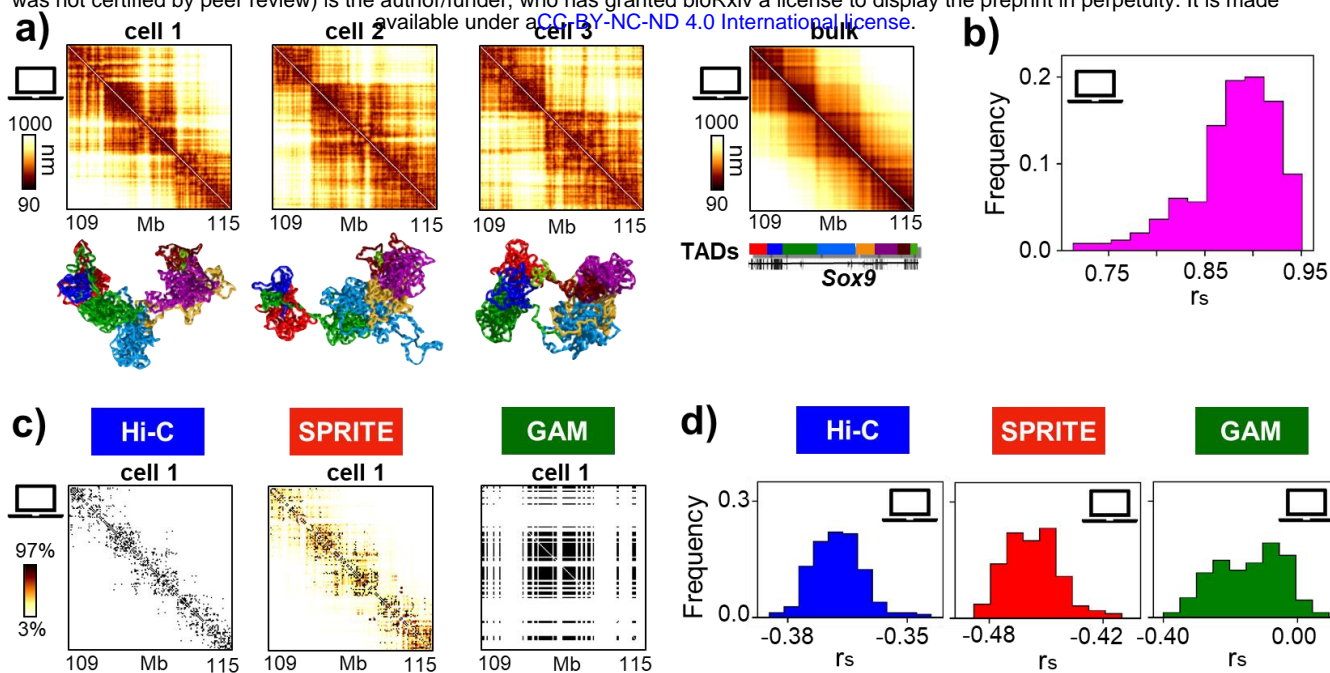 was not certified by peer review) is the author/funder, who has granted bioRxiv a license to display the preprint in perpetuity. It is made
available under aCC-BY-NC-ND 4.0 International license.
a)
cell 1
cell 2
cell 3
bulk
1000
nm
90
109 Mb 115
109 Mb 115
109 Mb 115
1000
nm
90
109 Mb 115
TADs
Sox9
b)
Frequency
0.2
0.1
0.0
0.75 0.85 0.95
rs
c)
Hi-C
SPRITE
GAM
cell 1
cell 1
cell 1
97%
3%
109 Mb 115
109 Mb 115
109 Mb 115
d)
Hi-C
SPRITE
GAM
Frequency
0.3
0.0
-0.38 -0.35
rs
-0.48 -0.42
rs
-0.40 0.00
rs